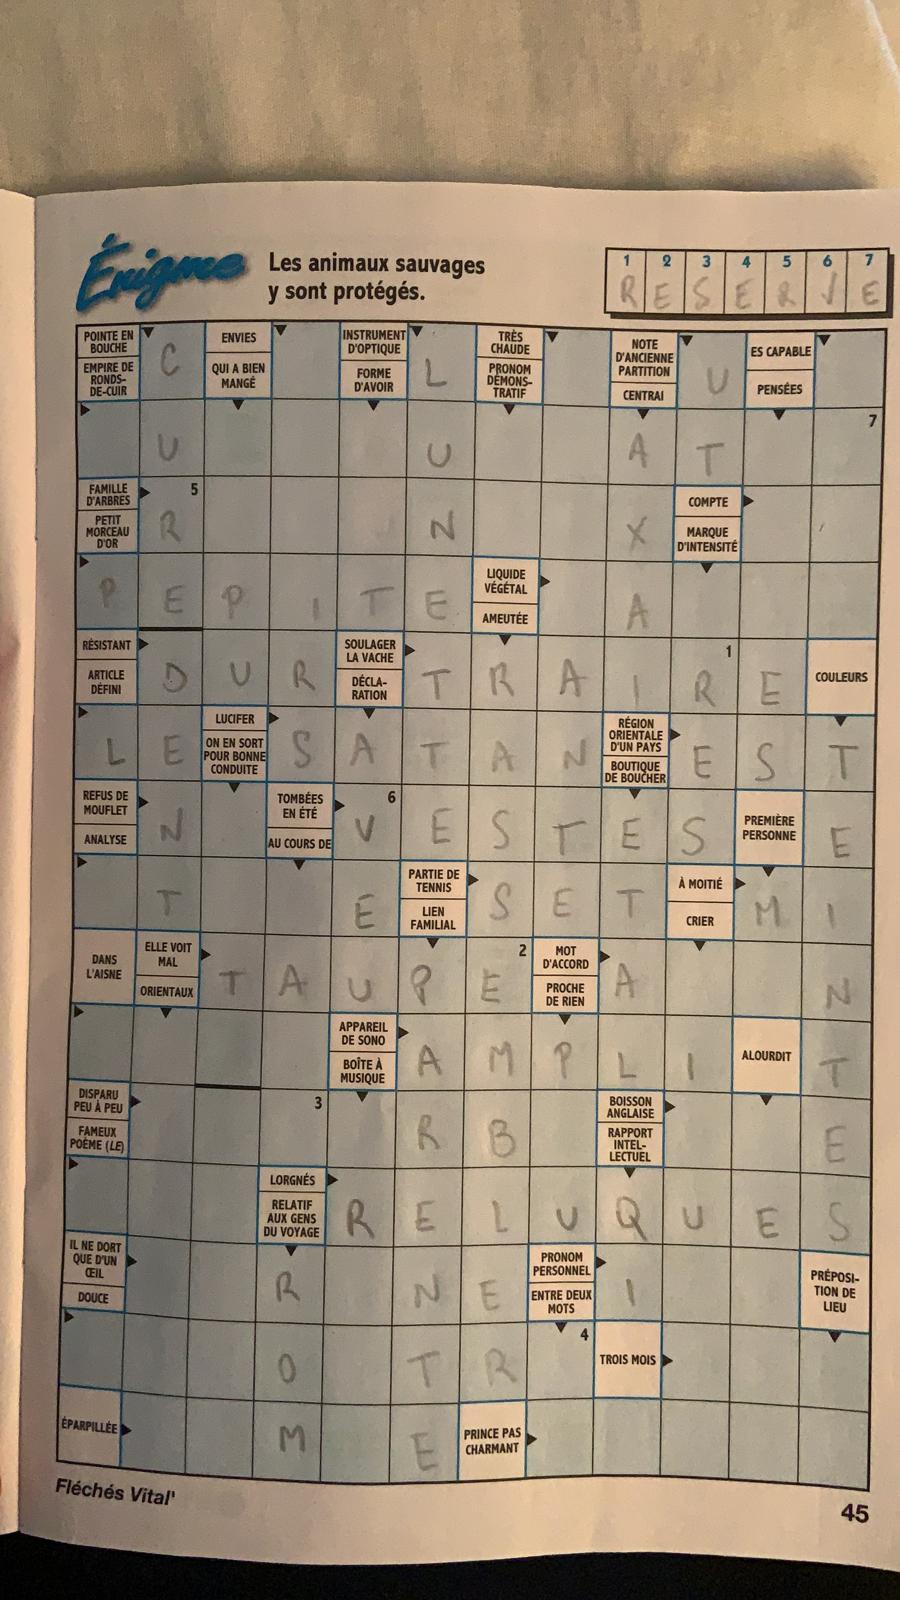 Énigme
Les animaux sauvages
y sont protégés.
1 2 3 4 5 6 7
R E S E R V E
POINTE EN BOUCHE
EMPIRE DE RONDS-DE-CUIR
C
ENVIES
QUI A BIEN MANGÉ
INSTRUMENT D'OPTIQUE
FORME D'AVOIR
L
TRÈS CHAUDE
PRONOM DÉMONS-TRATIF
NOTE D'ANCIENNE PARTITION
CENTRAI
U
ES CAPABLE
PENSÉES
U U A T 7
FAMILLE D'ARBRES
PETIT MORCEAU D'OR
5 R N X
COMPTE
MARQUE D'INTENSITÉ
P E P I T E
LIQUIDE VÉGÉTAL
AMEUTÉE
A
RÉSISTANT
ARTICLE DÉFINI
D U R
SOULAGER LA VACHE
DÉCLA-RATION
T R A I R 1 E
COULEURS
L E
LUCIFER
ON EN SORT POUR BONNE CONDUITE
S A T A N
RÉGION ORIENTALE D'UN PAYS
BOUTIQUE DE BOUCHER
E S T
REFUS DE MOUFLET
ANALYSE
N
TOMBÉES EN ÉTÉ
AU COURS DE
6 V E S T E S
PREMIÈRE PERSONNE
E
T E
PARTIE DE TENNIS
LIEN FAMILIAL
S E T
À MOITIÉ
CRIER
M I
DANS L'AISNE
ELLE VOIT MAL
ORIENTAUX
T A U P E 2
MOT D'ACCORD
PROCHE DE RIEN
A N
APPAREIL DE SONO
BOÎTE À MUSIQUE
A M P L I
ALOURDIT
T
DISPARU PEU À PEU
FAMEUX POÈME (LE)
3 R B
BOISSON ANGLAISE
RAPPORT INTEL-LECTUEL
E
LORGNÉS
RELATIF AUX GENS DU VOYAGE
R E L U Q U E S
IL NE DORT QUE D'UN ŒIL
DOUCE
R N E
PRONOM PERSONNEL
ENTRE DEUX MOTS
I
PRÉPOSI-TION DE LIEU
O T R 4
TROIS MOIS
ÉPARPILLÉE
M E
PRINCE PAS CHARMANT
Fléchés Vital'
45